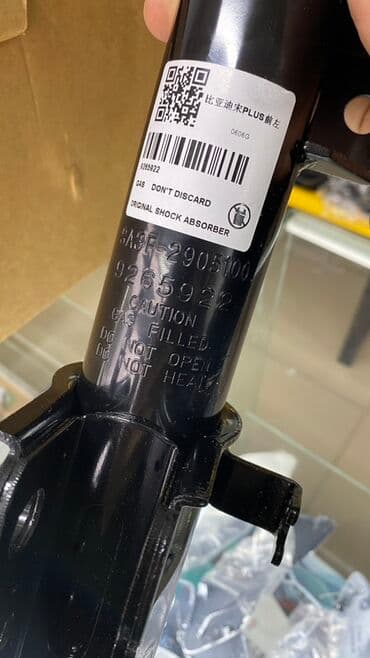 比亚迪宋PLUS前左
0606G
9265922
GAS DON'T DISCARD
ORIGINAL SHOCK ABSORBER
SA3F-2905100
9265922
CAUTION
GAS FILLED
DO NOT OPEN
DO NOT HEAT